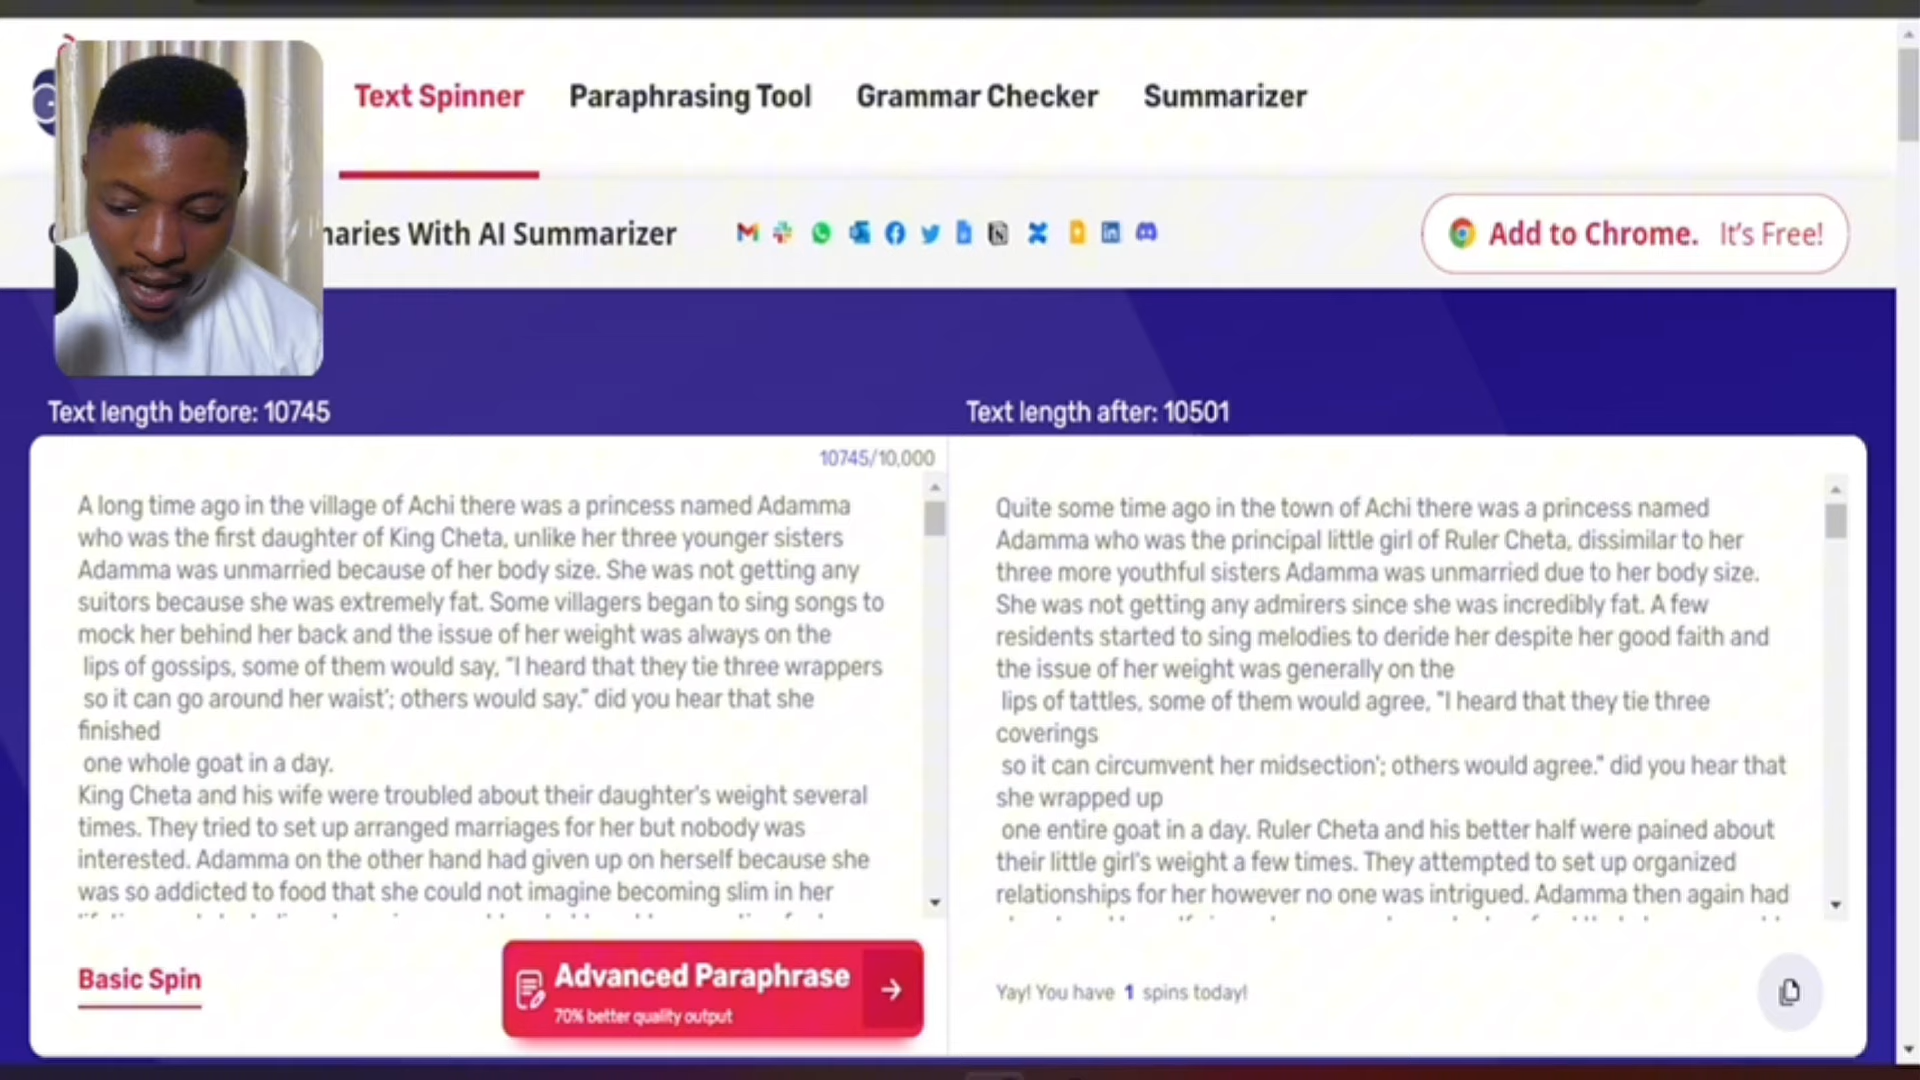 Text Spinner Paraphrasing Tool Grammar Checker Summarizer
With AI Summarizer
Add to Chrome. It's Free!
Text length before: 10745
Text length after: 10501
10745/10,000
A long time ago in the village of Achi there was a princess named Adamma
who was the first daughter of King Cheta, unlike her three younger sisters
Adamma was unmarried because of her body size. She was not getting any
suitors because she was extremely fat. Some villagers began to sing songs to
mock her behind her back and the issue of her weight was always on the
lips of gossips, some of them would say, "I heard that they tie three wrappers
so it can go around her waist'; others would say." did you hear that she
finished
one whole goat in a day.
King Cheta and his wife were troubled about their daughter's weight several
times. They tried to set up arranged marriages for her but nobody was
interested. Adamma on the other hand had given up on herself because she
was so addicted to food that she could not imagine becoming slim in her
Basic Spin
Advanced Paraphrase
70% better quality output
Quite some time ago in the town of Achi there was a princess named
Adamma who was the principal little girl of Ruler Cheta, dissimilar to her
three more youthful sisters Adamma was unmarried due to her body size.
She was not getting any admirers since she was incredibly fat. A few
residents started to sing melodies to deride her despite her good faith and
the issue of her weight was generally on the
lips of tattles, some of them would agree, "I heard that they tie three
coverings
so it can circumvent her midsection'; others would agree." did you hear that
she wrapped up
one entire goat in a day. Ruler Cheta and his better half were pained about
their little girl's weight a few times. They attempted to set up organized
relationships for her however no one was intrigued. Adamma then again had
Yay! You have 1 spins today!